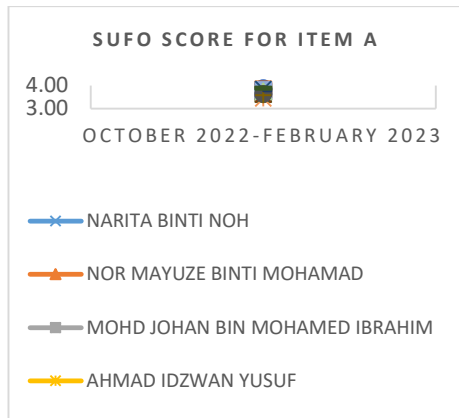 SUFO SCORE FOR ITEM A
4.00
3.00
OCTOBER 2022-FEBRUARY 2023
NARITA BINTI NOH
NOR MAYUZE BINTI MOHAMAD
MOHD JOHAN BIN MOHAMED IBRAHIM
AHMAD IDZWAN YUSUF